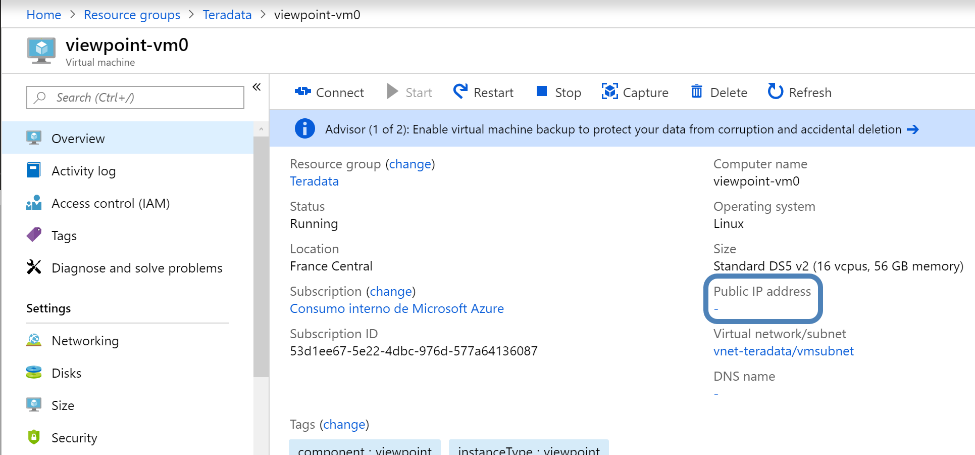 Home > Resource groups > Teradata > viewpoint-vm0
viewpoint-vm0
Virtual machine
Search (Ctrl+/)
«
Overview
Activity log
Access control (IAM)
Tags
Diagnose and solve problems
Settings
Networking
Disks
Size
Security
Connect Start Restart Stop Capture Delete Refresh
Advisor (1 of 2): Enable virtual machine backup to protect your data from corruption and accidental deletion →
Resource group (change)
Teradata
Status
Running
Location
France Central
Subscription (change)
Consumo interno de Microsoft Azure
Subscription ID
53d1ee67-5e22-4dbc-976d-577a64136087
Computer name
viewpoint-vm0
Operating system
Linux
Size
Standard DS5 v2 (16 vcpus, 56 GB memory)
Public IP address
-
Virtual network/subnet
vnet-teradata/vmsubnet
DNS name
-
Tags (change)
component : viewpoint
instanceType : viewpoint